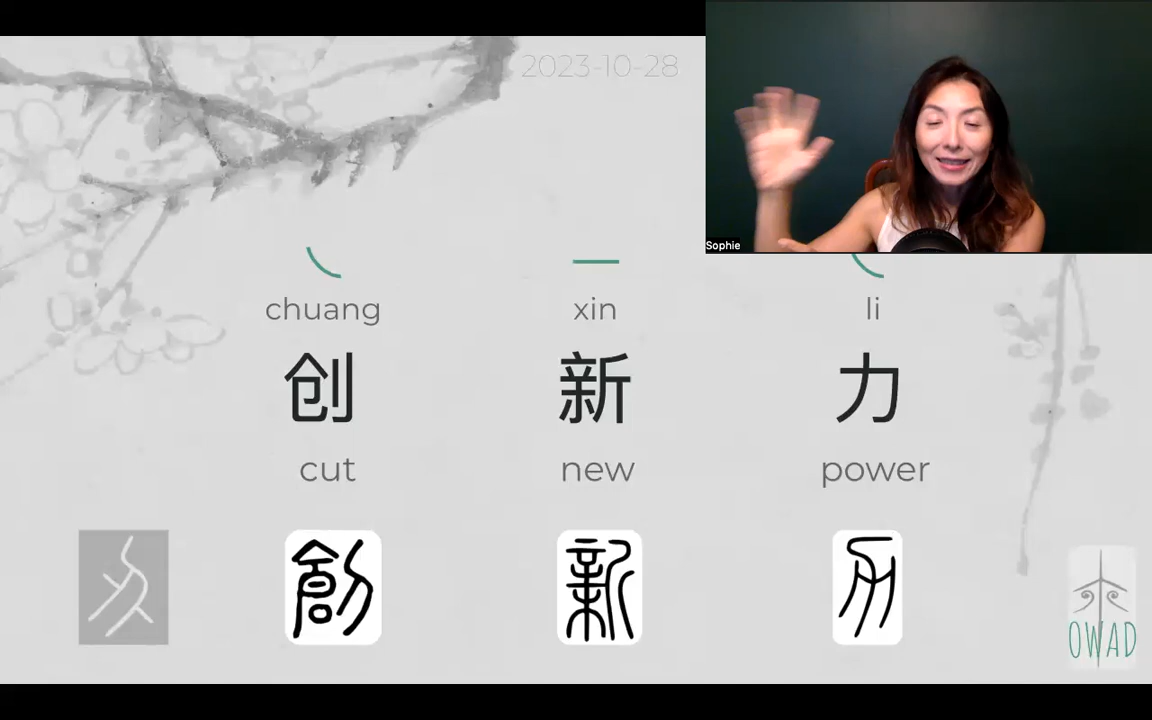 2023-10-28
Sophie
chuang xin li
创 新 力
cut new power
創 新 力
OWAD